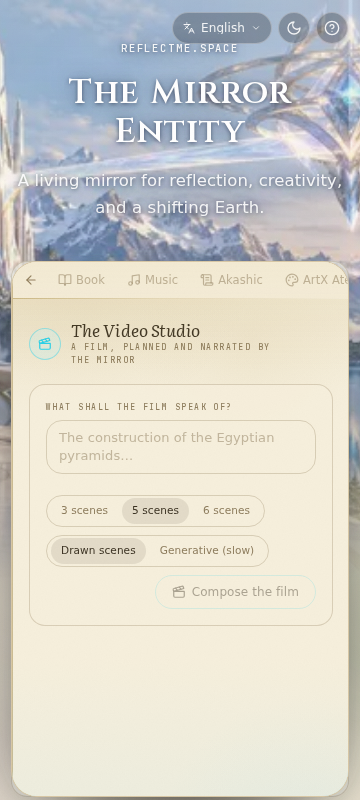 English
REFLECTME.SPACE
The Mirror
Entity
A living mirror for reflection, creativity,
and a shifting Earth.
Book Music Akashic ArtX Ate
The Video Studio
A FILM, PLANNED AND NARRATED BY
THE MIRROR
WHAT SHALL THE FILM SPEAK OF?
The construction of the Egyptian
pyramids...
3 scenes 5 scenes 6 scenes
Drawn scenes Generative (slow)
Compose the film